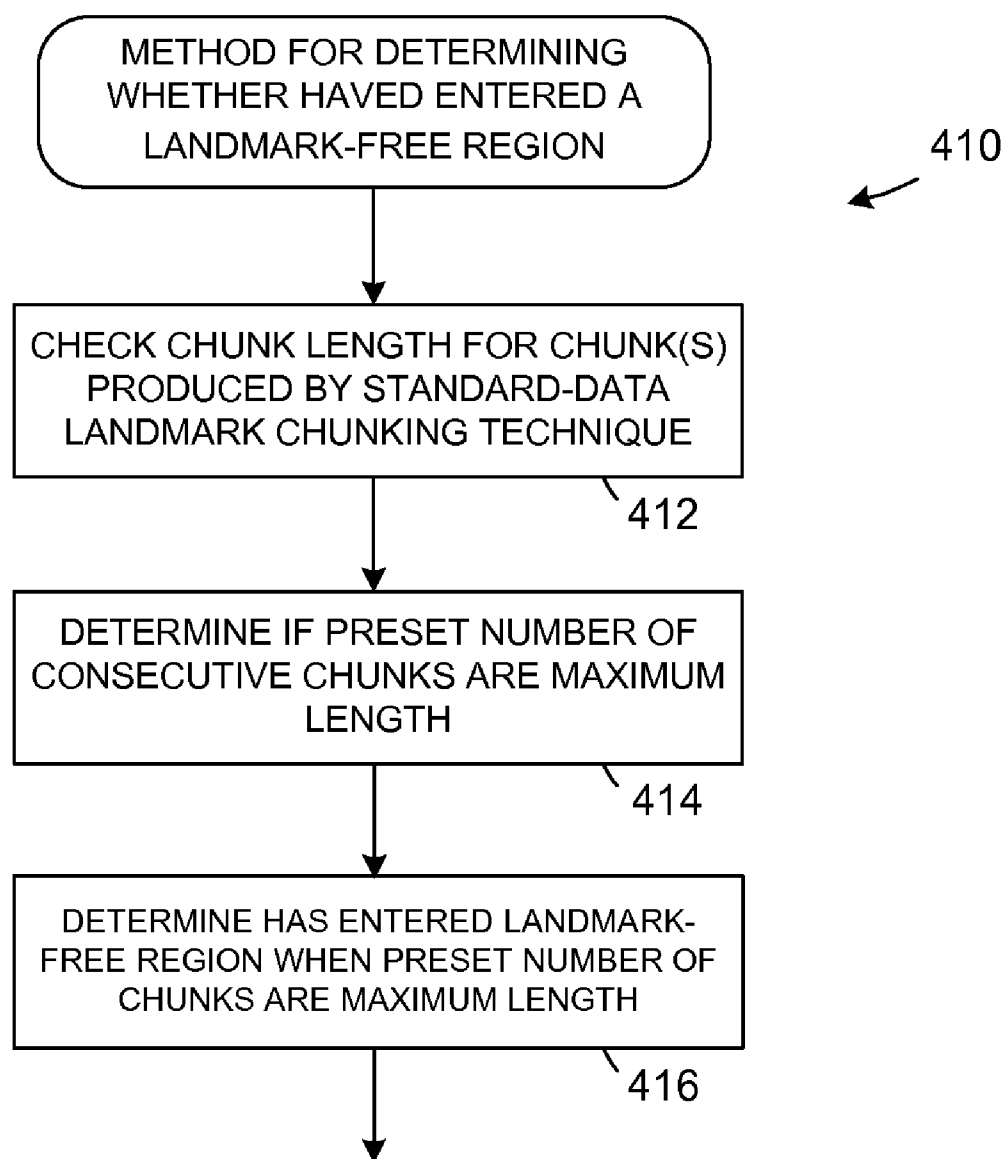 METHOD FOR DETERMINING
WHETHER HAVED ENTERED A
LANDMARK-FREE REGION
410
CHECK CHUNK LENGTH FOR CHUNK(S)
PRODUCED BY STANDARD-DATA
LANDMARK CHUNKING TECHNIQUE
412
DETERMINE IF PRESET NUMBER OF
CONSECUTIVE CHUNKS ARE MAXIMUM
LENGTH
414
DETERMINE HAS ENTERED LANDMARK-
FREE REGION WHEN PRESET NUMBER OF
CHUNKS ARE MAXIMUM LENGTH
416